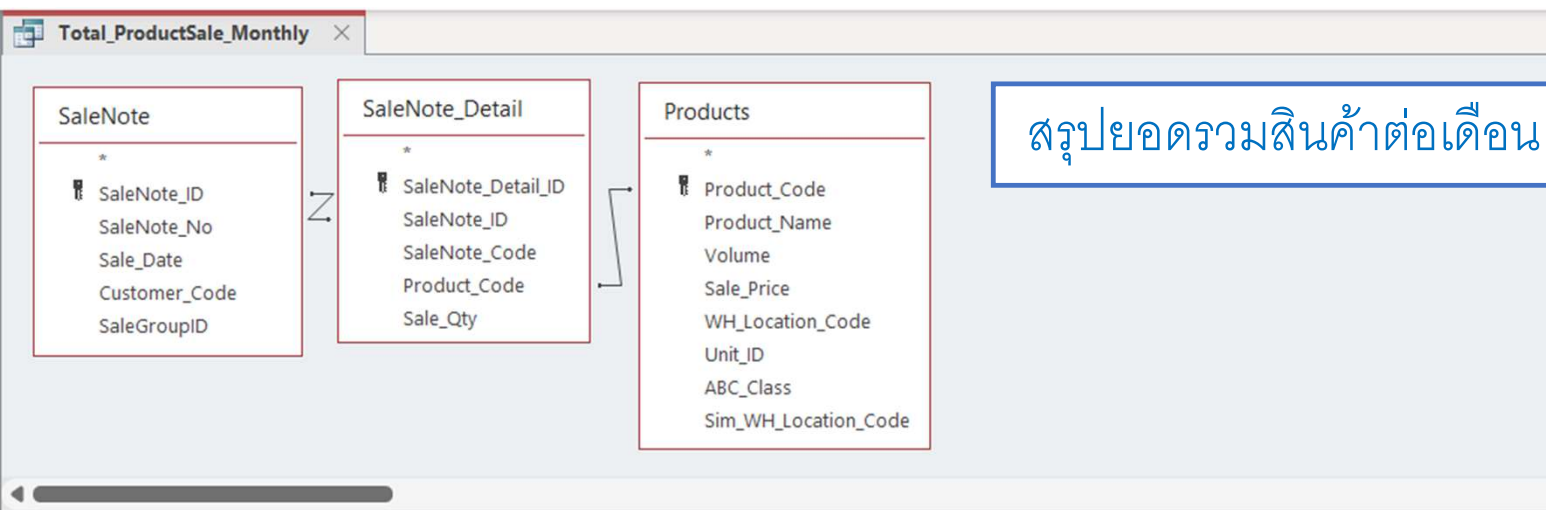 Total_ProductSale_Monthly
SaleNote
*
SaleNote_ID
SaleNote_No
Sale_Date
Customer_Code
SaleGroupID
SaleNote_Detail
*
SaleNote_Detail_ID
SaleNote_ID
SaleNote_Code
Product_Code
Sale_Qty
Products
*
Product_Code
Product_Name
Volume
Sale_Price
WH_Location_Code
Unit_ID
ABC_Class
Sim_WH_Location_Code
สรุปยอดรวมสินค้าต่อเดือน